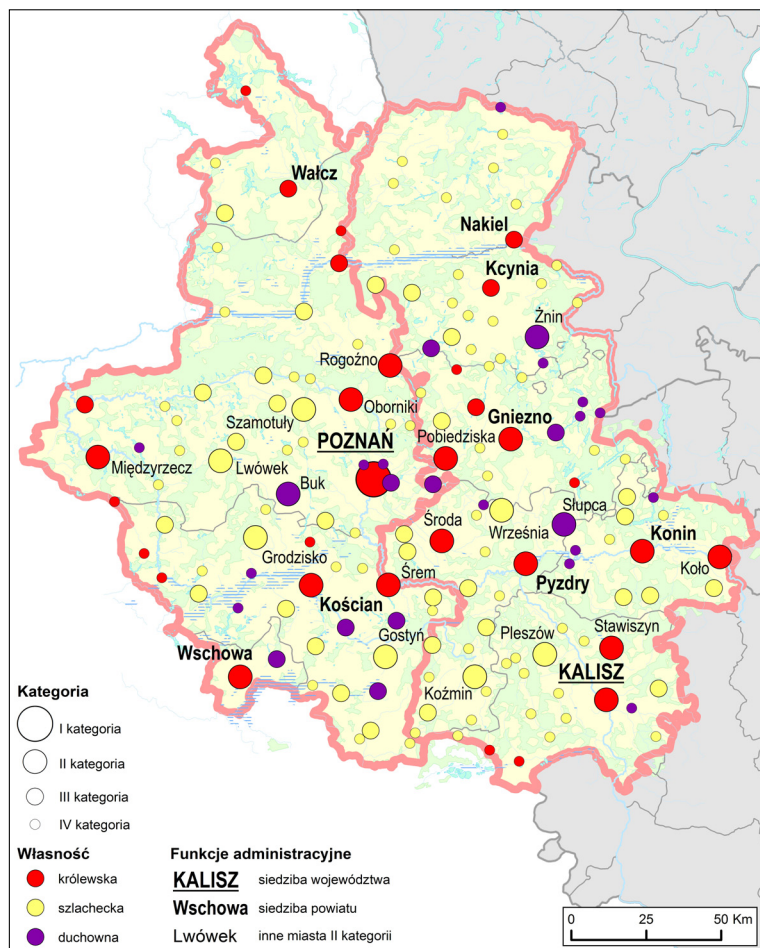 Wałcz
Nakiel
Kcynia
Żnin
Rogoźno
Oborniki
Szamotuły
Gniezno
POZNAŃ
Pobiedziska
Międzyrzecz
Lwówek
Buk
Słupca
Środa
Września
Konin
Grodzisko
Koło
Śrem
Pyzdry
Kościan
Stawiszyn
Gostyń
Pleszów
Wschowa
KALISZ
Koźmin
Kategoria
I kategoria
II kategoria
III kategoria
IV kategoria
Własność
królewska
szlachecka
duchowna
Funkcje administracyjne
KALISZ siedziba województwa
Wschowa siedziba powiatu
Lwówek inne miasta II kategorii
0 25 50 Km